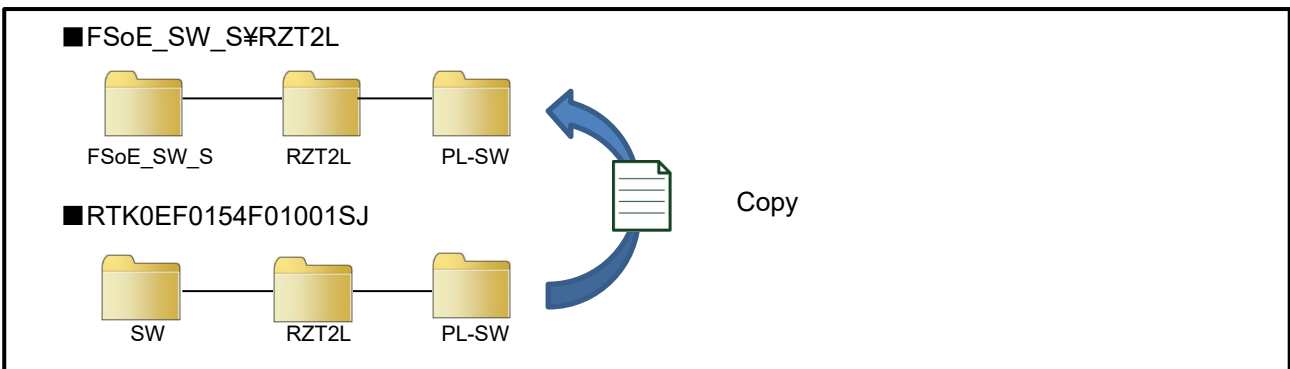 ■FSoE_SW_S¥RZT2L
FSoE_SW_S RZT2L PL-SW
■RTK0EF0154F01001SJ
Copy
SW RZT2L PL-SW